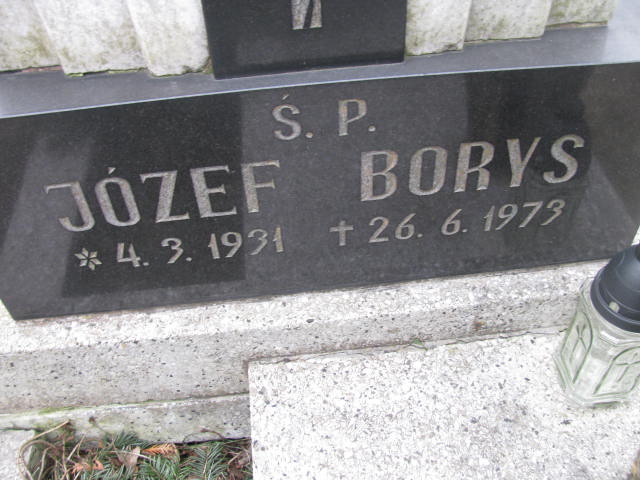 Ś. P.
JÓZEF BORYS
* 4. 3. 1931 † 26. 6. 1973